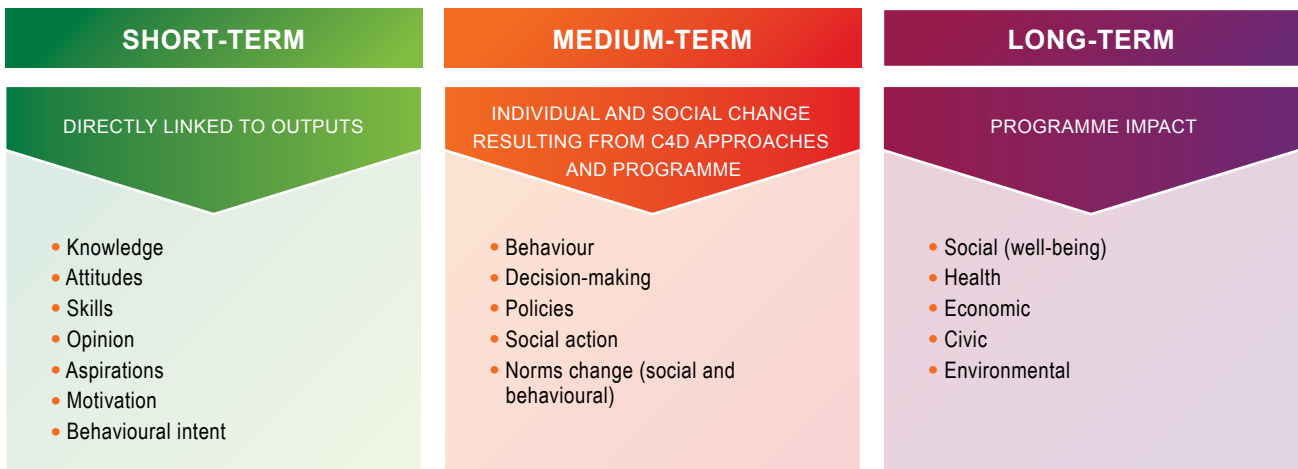 SHORT-TERM
DIRECTLY LINKED TO OUTPUTS
• Knowledge
• Attitudes
• Skills
• Opinion
• Aspirations
• Motivation
• Behavioural intent
MEDIUM-TERM
INDIVIDUAL AND SOCIAL CHANGE
RESULTING FROM C4D APPROACHES
AND PROGRAMME
• Behaviour
• Decision-making
• Policies
• Social action
• Norms change (social and
behavioural)
LONG-TERM
PROGRAMME IMPACT
• Social (well-being)
• Health
• Economic
• Civic
• Environmental